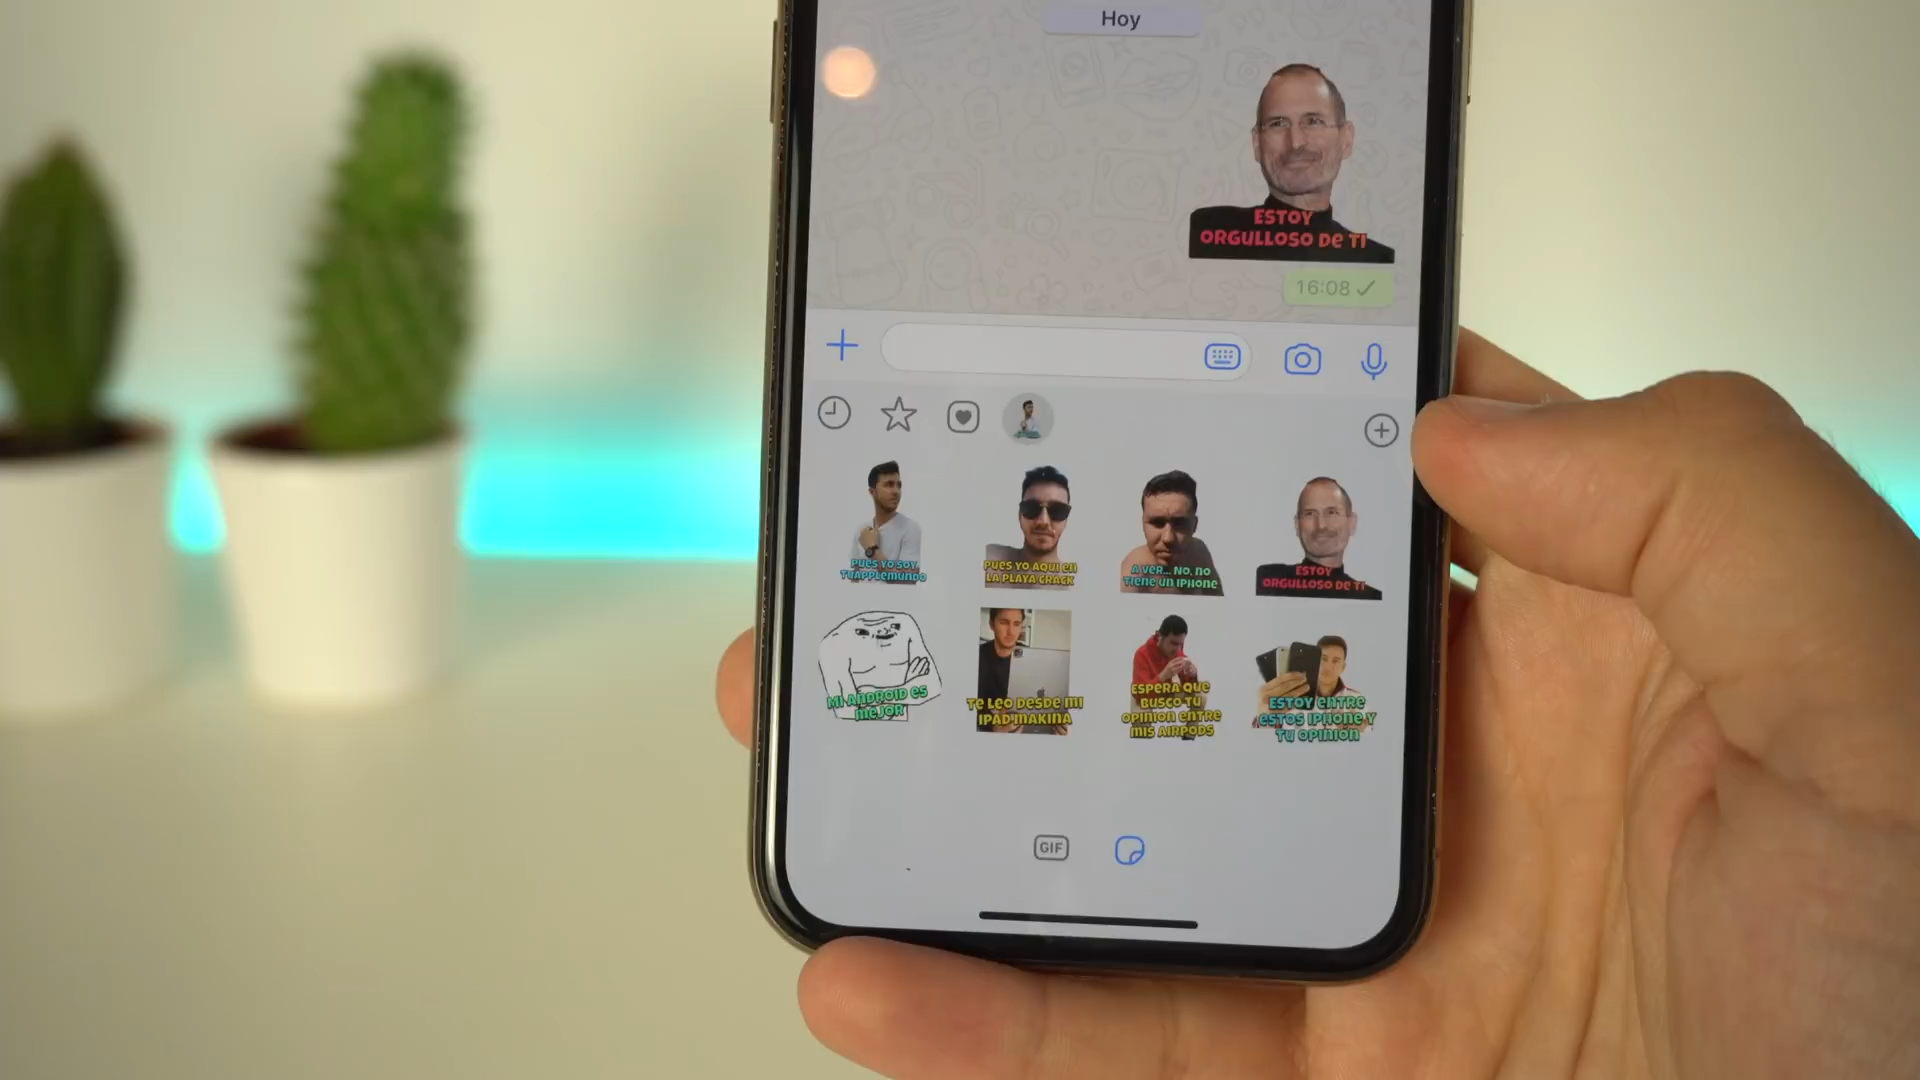 Hoy
ESTOY
ORGULLOSO DE TI
16:08
PUES YO SOY
TUAPPLEMUNDO
PUES YO AQUI EN
LA PLAYA CRACK
A VER... NO, NO
TIENE UN IPHONE
ESTOY
ORGULLOSO DE TI
MI ANDROID ES
MEJOR
TE LEO DESDE MI
IPAD MAKINA
ESPERA QUE
BUSCO TU
OPINION ENTRE
MIS AIRPODS
ESTOY ENTRE
ESTOS IPHONE Y
TU OPINION
GIF